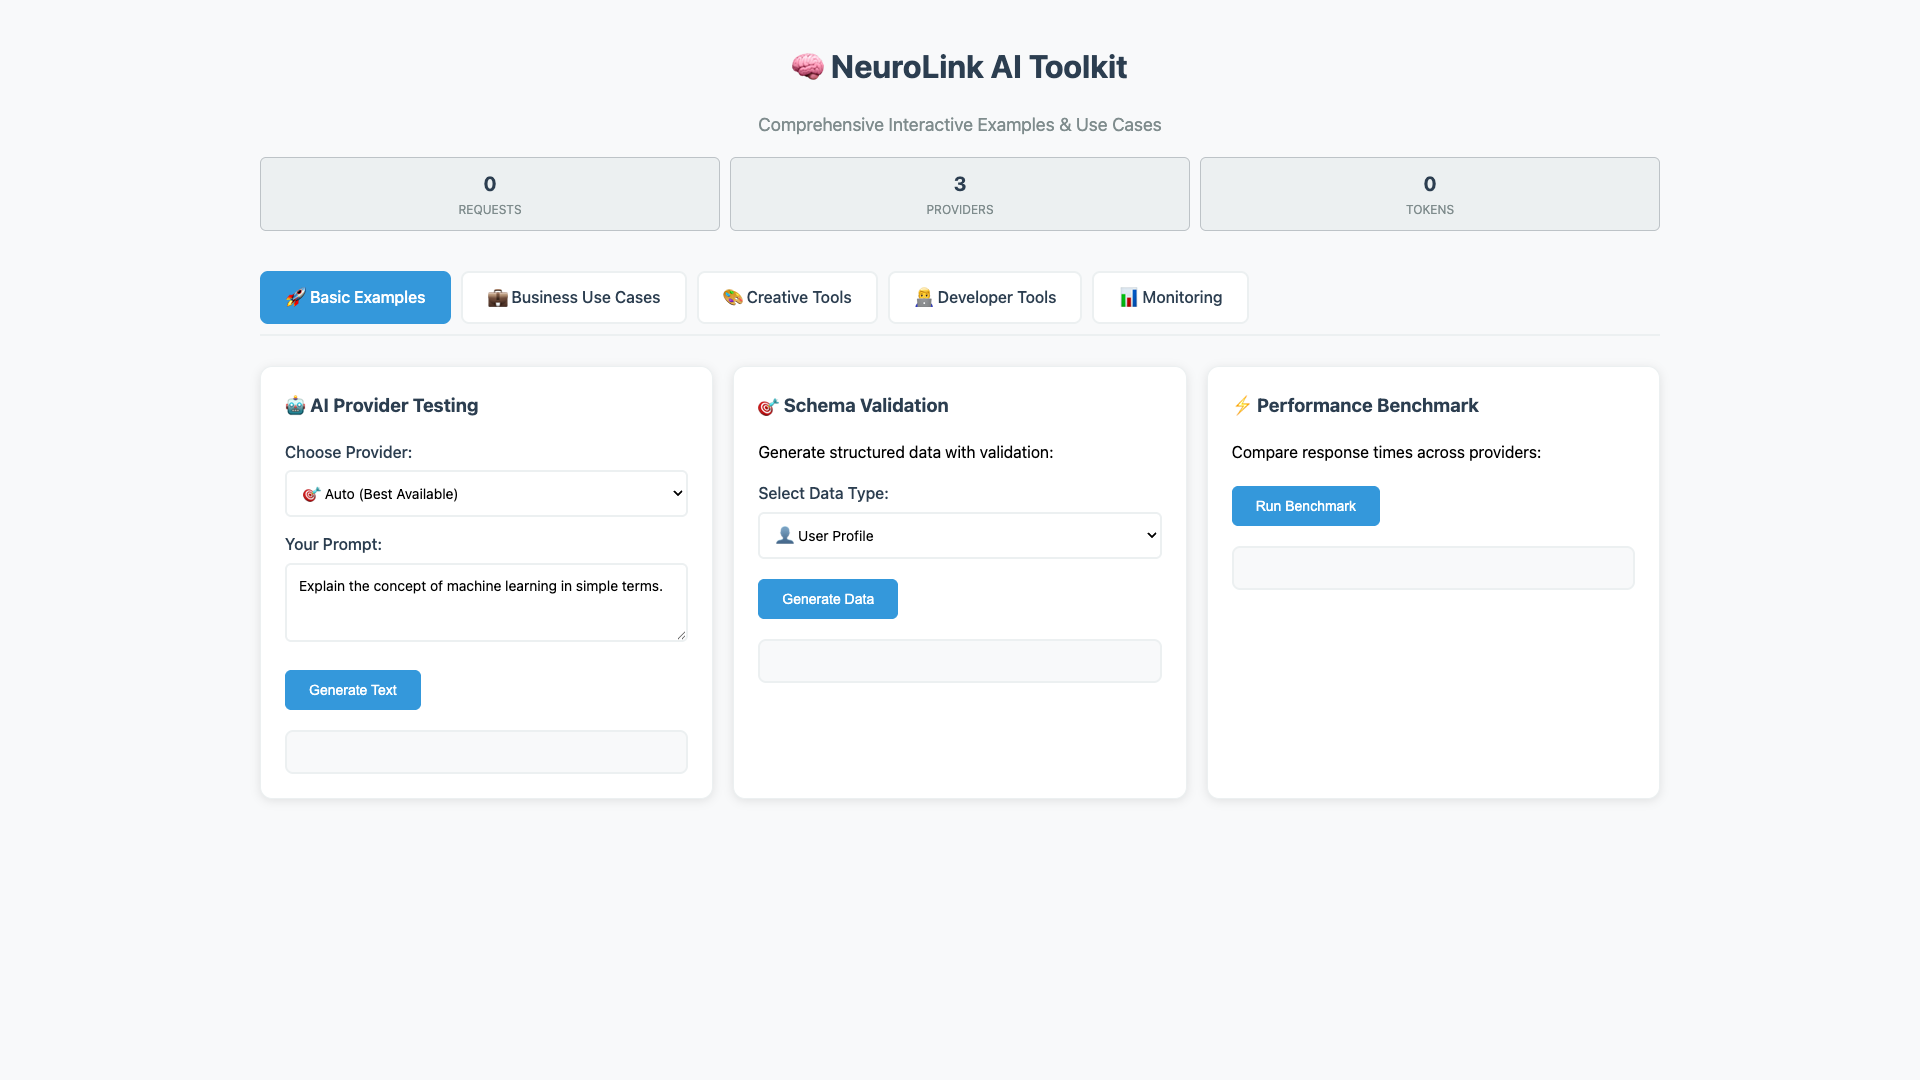 🧠 NeuroLink AI Toolkit
Comprehensive Interactive Examples & Use Cases
0
REQUESTS
3
PROVIDERS
0
TOKENS
🚀 Basic Examples
💼 Business Use Cases
🎨 Creative Tools
👨‍💻 Developer Tools
📊 Monitoring
🤖 AI Provider Testing
Choose Provider:
🎯 Auto (Best Available)
Your Prompt:
Explain the concept of machine learning in simple terms.
Generate Text
🎯 Schema Validation
Generate structured data with validation:
Select Data Type:
👤 User Profile
Generate Data
⚡ Performance Benchmark
Compare response times across providers:
Run Benchmark